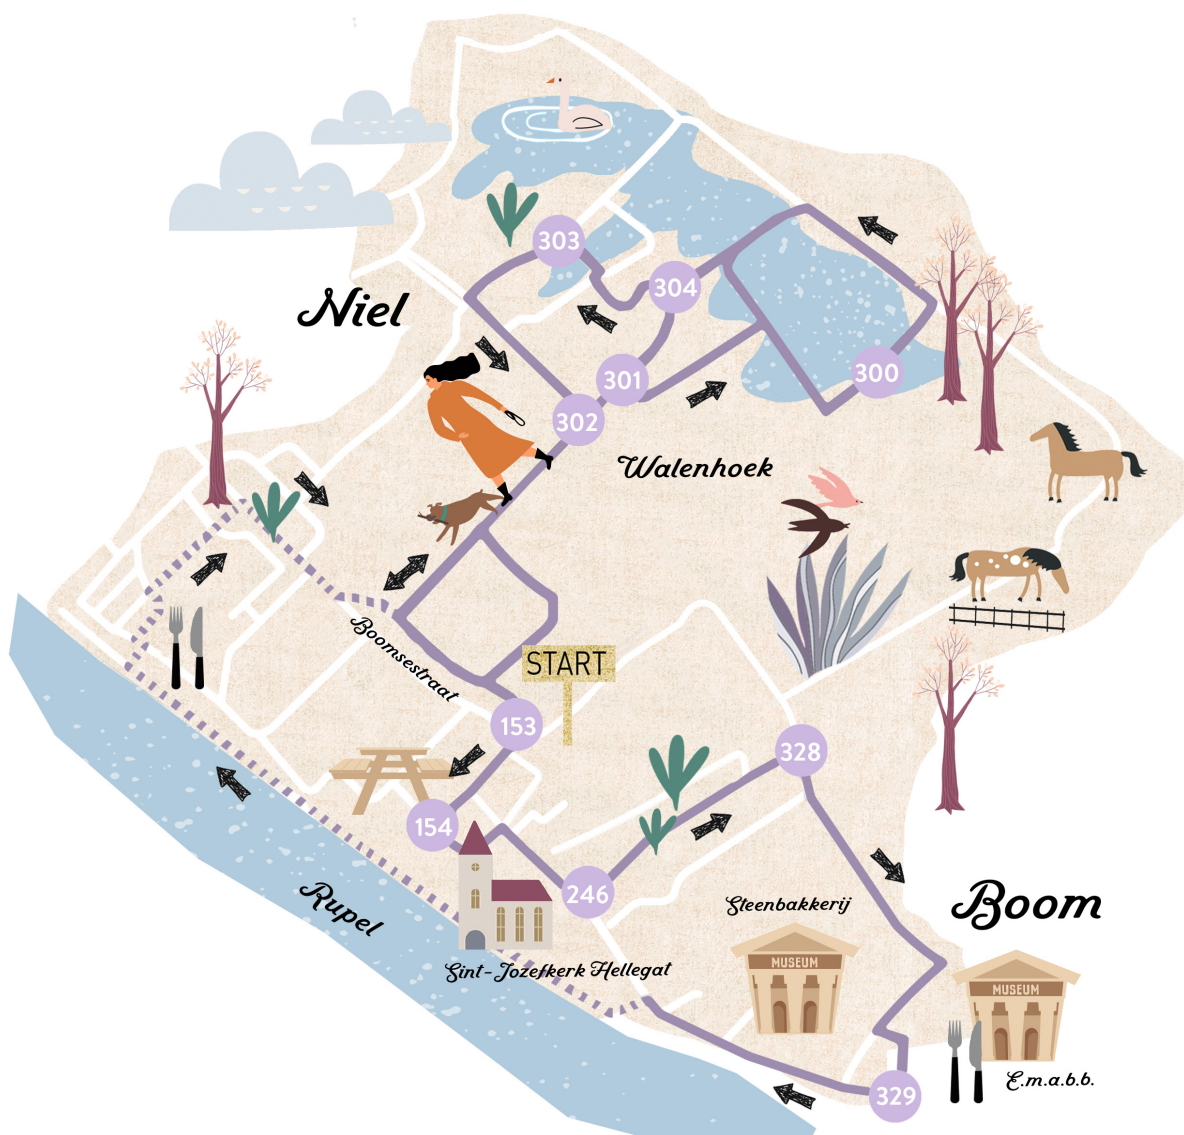 303
304
Niel
300
301
302
Walenhoek
Boomsestraat
START
153
328
154
246
Rupel
Steenbakkerij
Boom
MUSEUM
Sint-Jozefkerk Hellegat
MUSEUM
E.m.a.b.b.
329